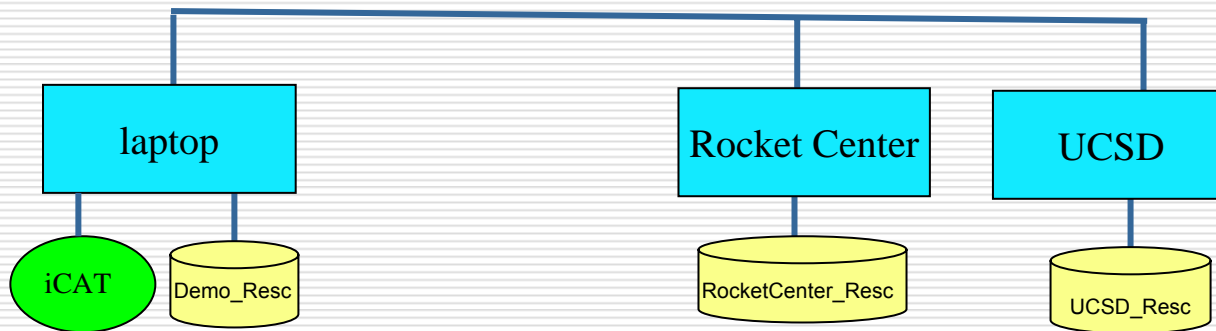 laptop
Rocket Center
UCSD
iCAT
Demo_Resc
RocketCenter_Resc
UCSD_Resc